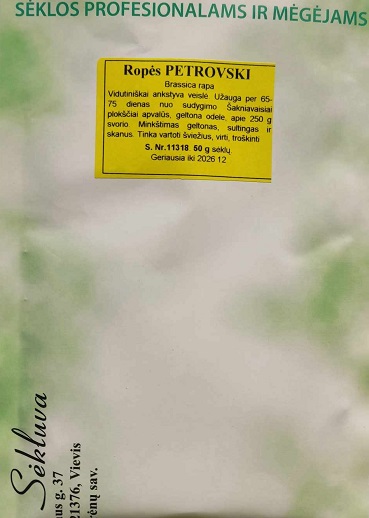 SĖKLOS PROFESIONALAMS IR MĖGĖJAMS
Ropės PETROVSKI
Brassica rapa
Vidutiniškai ankstyva veislė. Užauga per 65-
75 dienas nuo sudygimo. Šakniavaisiai
plokščiai apvalūs, geltona odele, apie 250 g
svorio. Minkštimas geltonas, sultingas ir
skanus. Tinka vartoti šviežius, virti, troškinti
S. Nr.11318 50 g sėklų.
Geriausia iki 2026 12
Sėkluva
us g. 37
21376, Vievis
rėnų sav.